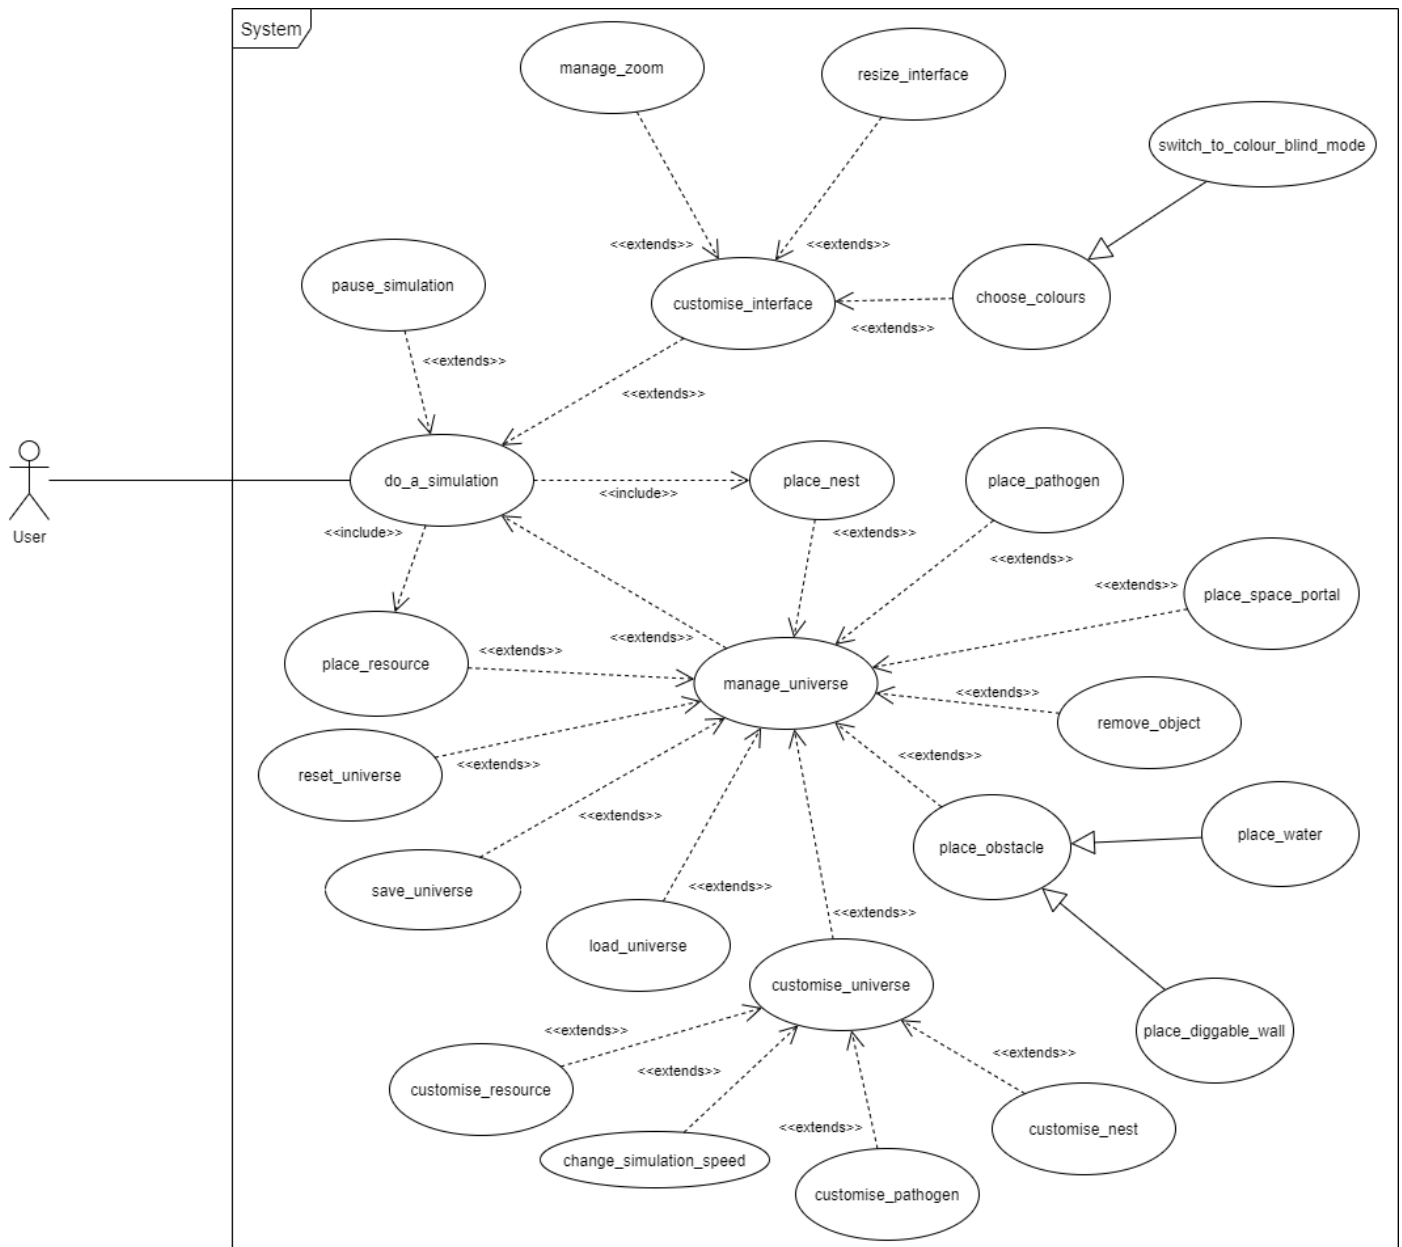 System
manage_zoom
resize_interface
switch_to_colour_blind_mode
<<extends>>
<<extends>>
pause_simulation
customise_interface
choose_colours
<<extends>>
<<extends>>
<<extends>>
do_a_simulation
<<include>>
place_nest
place_pathogen
User
<<include>>
<<extends>>
<<extends>>
<<extends>>
place_space_portal
<<extends>>
place_resource
<<extends>>
manage_universe
<<extends>>
remove_object
reset_universe
<<extends>>
<<extends>>
<<extends>>
place_obstacle
place_water
save_universe
<<extends>>
load_universe
<<extends>>
customise_universe
place_diggable_wall
<<extends>>
<<extends>>
<<extends>>
customise_resource
<<extends>>
customise_nest
change_simulation_speed
customise_pathogen